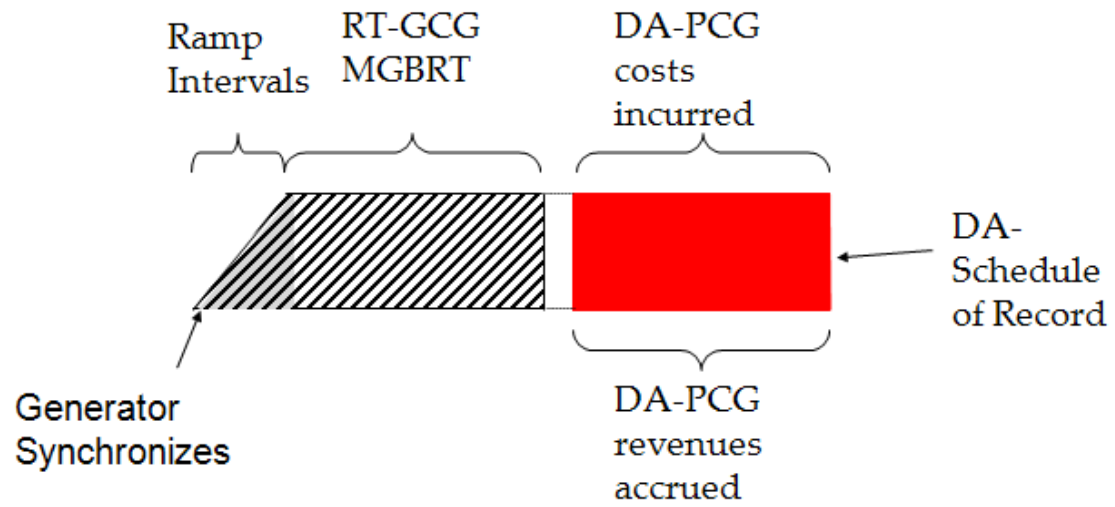 Ramp
Intervals
RT-GCG
MGBRT
DA-PCG
costs
incurred
DA-
Schedule
of Record
Generator
Synchronizes
DA-PCG
revenues
accrued